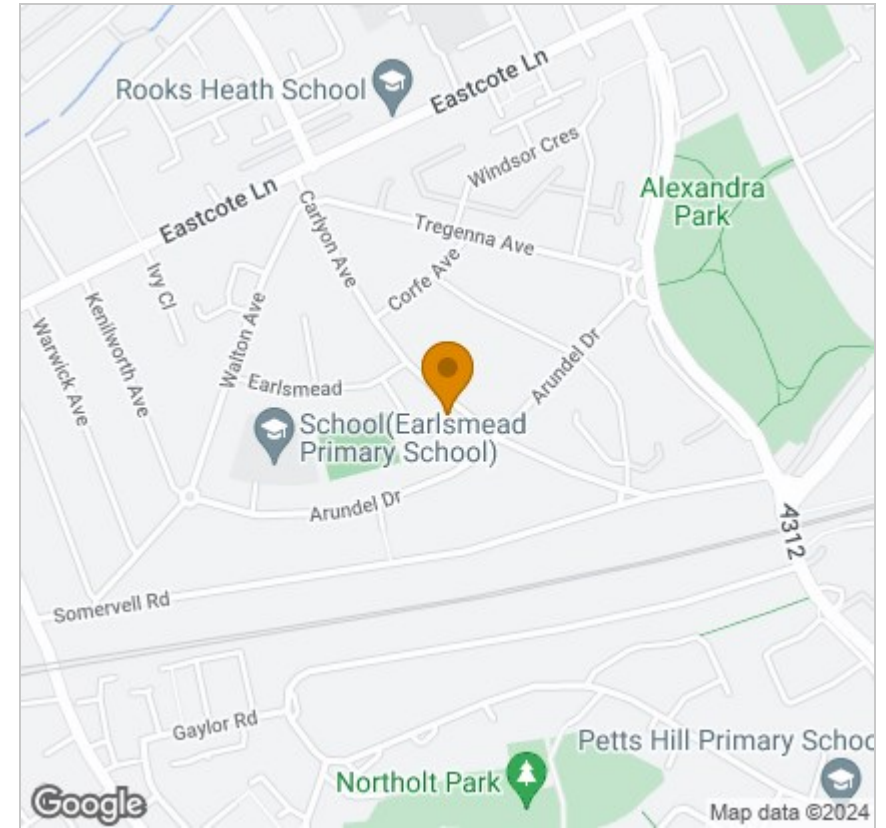 Rooks Heath School
Eastcote Ln
Windsor Cres
Alexandra
Park
Eastcote Ln
Carlyon Ave
Tregenna Ave
Ivy Cl
Corfe Ave
Kenilworth Ave
Walton Ave
Warwick Ave
Arundel Dr
Earlsmead
School(Earlsmead
Primary School)
Arundel Dr
A312
Somervell Rd
Gaylor Rd
Petts Hill Primary Schoo
Northolt Park
Google
Map data ©2024